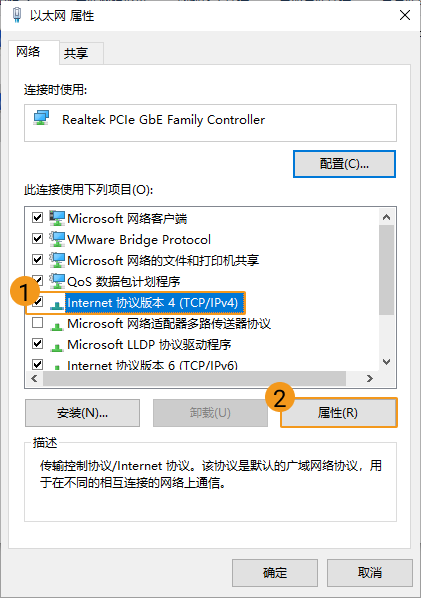 以太网 属性
网络
共享
连接时使用:
Realtek PCIe GbE Family Controller
配置(C)...
此连接使用下列项目(O):
Microsoft 网络客户端
VMware Bridge Protocol
Microsoft 网络的文件和打印机共享
QoS 数据包计划程序
1
Internet 协议版本 4 (TCP/IPv4)
Microsoft 网络适配器多路传送器协议
Microsoft LLDP 协议驱动程序
Internet 协议版本 6 (TCP/IPv6)
2
安装(N)...
卸载(U)
属性(R)
描述
传输控制协议/Internet 协议。该协议是默认的广域网络协议，用
于在不同的相互连接的网络上通信。
确定
取消